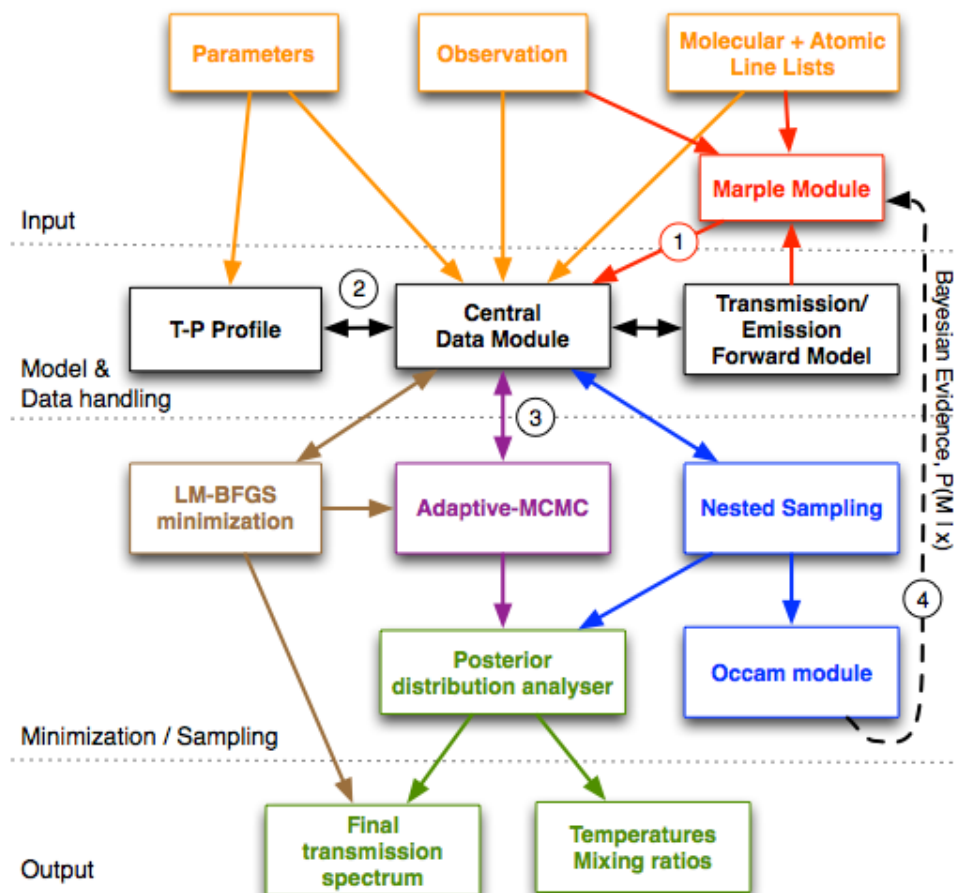 Parameters
Observation
Molecular + Atomic
Line Lists
Marple Module
Input
1
2
T-P Profile
Central
Data Module
Transmission/
Emission
Forward Model
Model &
Data handling
Bayesian Evidence, P(M | x)
3
LM-BFGS
minimization
Adaptive-MCMC
Nested Sampling
4
Posterior
distribution analyser
Occam module
Minimization / Sampling
Final
transmission
spectrum
Temperatures
Mixing ratios
Output